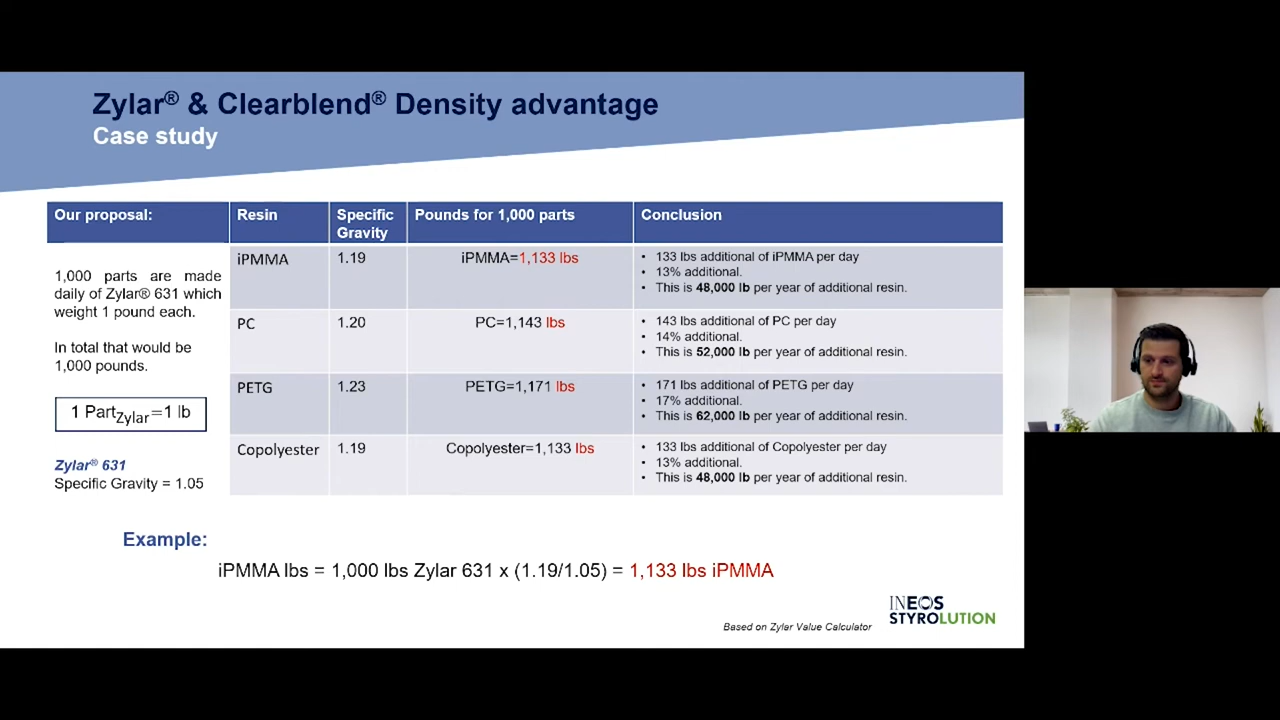 Zylar® & Clearblend® Density advantage
Case study
Our proposal:
Resin
Specific
Gravity
Pounds for 1,000 parts
Conclusion
1,000 parts are made
daily of Zylar® 631 which
weight 1 pound each.
In total that would be
1,000 pounds.
1 PartZylar=1 lb
Zylar® 631
Specific Gravity = 1.05
iPMMA
1.19
iPMMA=1,133 lbs
• 133 lbs additional of iPMMA per day
• 13% additional.
• This is 48,000 lb per year of additional resin.
PC
1.20
PC=1,143 lbs
• 143 lbs additional of PC per day
• 14% additional.
• This is 52,000 lb per year of additional resin.
PETG
1.23
PETG=1,171 lbs
• 171 lbs additional of PETG per day
• 17% additional.
• This is 62,000 lb per year of additional resin.
Copolyester
1.19
Copolyester=1,133 lbs
• 133 lbs additional of Copolyester per day
• 13% additional.
• This is 48,000 lb per year of additional resin.
Example:
iPMMA lbs = 1,000 lbs Zylar 631 x (1.19/1.05) = 1,133 lbs iPMMA
Based on Zylar Value Calculator
INEOS
STYROLUTION